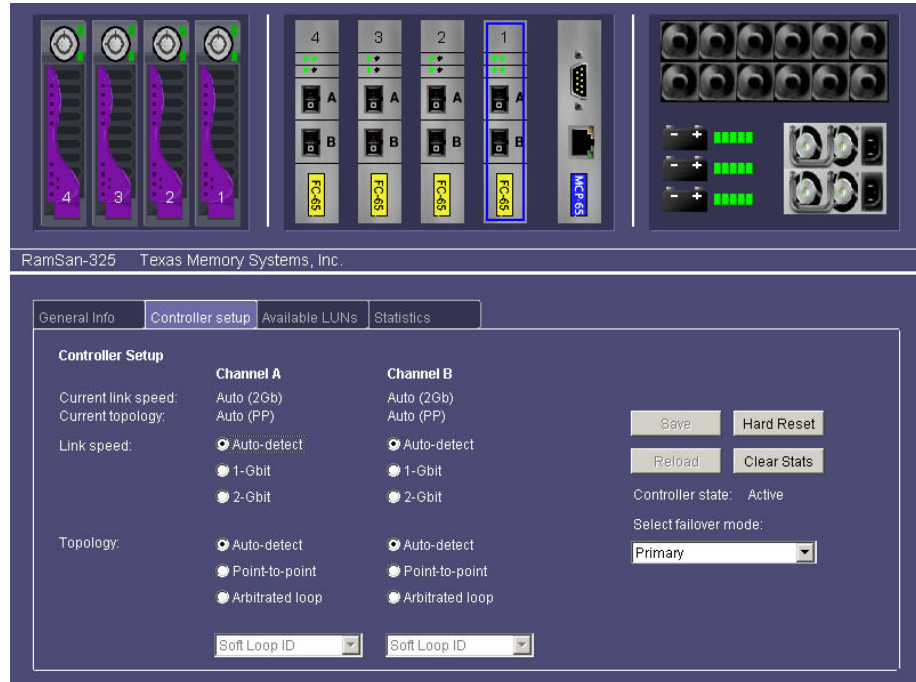 4 3 2 1
4 3 2 1
A A A A
B B B B
FC-65 FC-65 FC-65 FC-65 MCP-65
- + 
- + 
- + 
RamSan-325 Texas Memory Systems, Inc.
General Info Controller setup Available LUNs Statistics
Controller Setup
Channel A Channel B
Current link speed: Auto (2Gb) Auto (2Gb)
Current topology: Auto (PP) Auto (PP)
Save Hard Reset
Link speed: Auto-detect Auto-detect
1-Gbit 1-Gbit
Reload Clear Stats
2-Gbit 2-Gbit
Controller state: Active
Select failover mode:
Topology: Auto-detect Auto-detect
Primary
Point-to-point Point-to-point
Arbitrated loop Arbitrated loop
Soft Loop ID Soft Loop ID